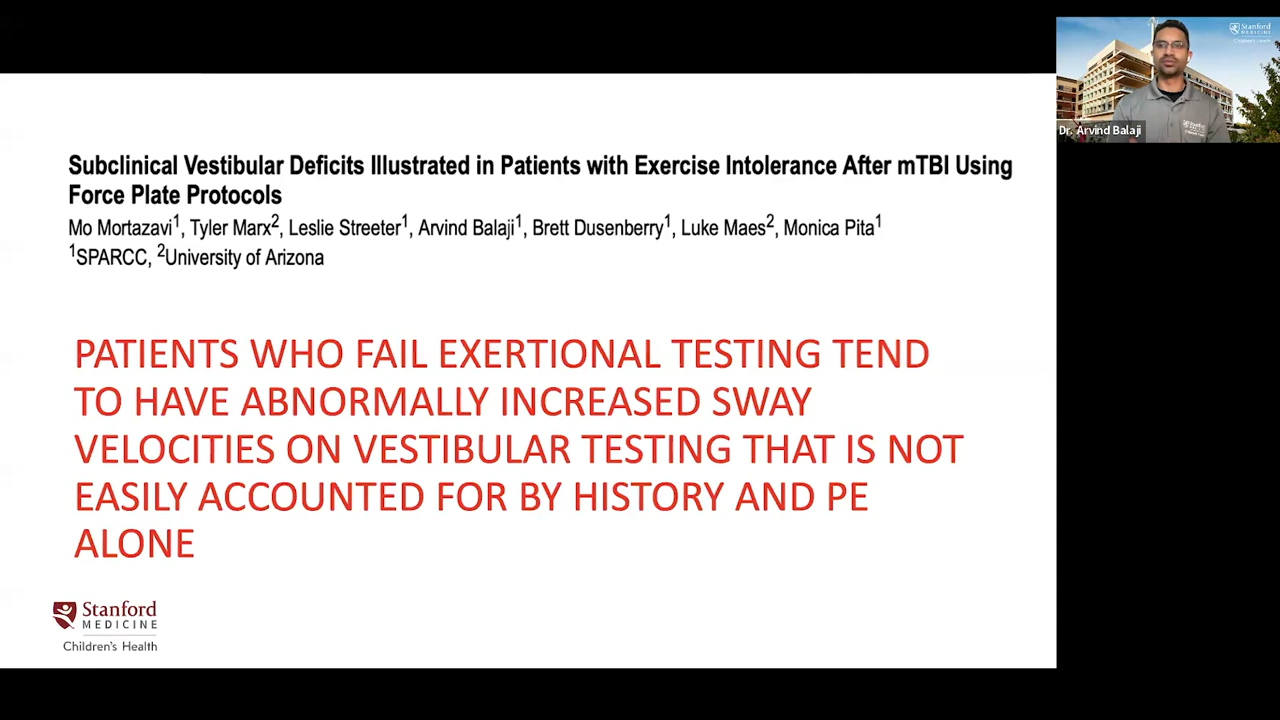 Subclinical Vestibular Deficits Illustrated in Patients with Exercise Intolerance After mTBI Using
Force Plate Protocols
Mo Mortazavi1, Tyler Marx2, Leslie Streeter1, Arvind Balaji1, Brett Dusenberry1, Luke Maes2, Monica Pita1
1SPARCC, 2University of Arizona
PATIENTS WHO FAIL EXERTIONAL TESTING TEND
TO HAVE ABNORMALLY INCREASED SWAY
VELOCITIES ON VESTIBULAR TESTING THAT IS NOT
EASILY ACCOUNTED FOR BY HISTORY AND PE
ALONE
Stanford
MEDICINE
Children's Health
Stanford
MEDICINE
Dr. Arvind Balaji